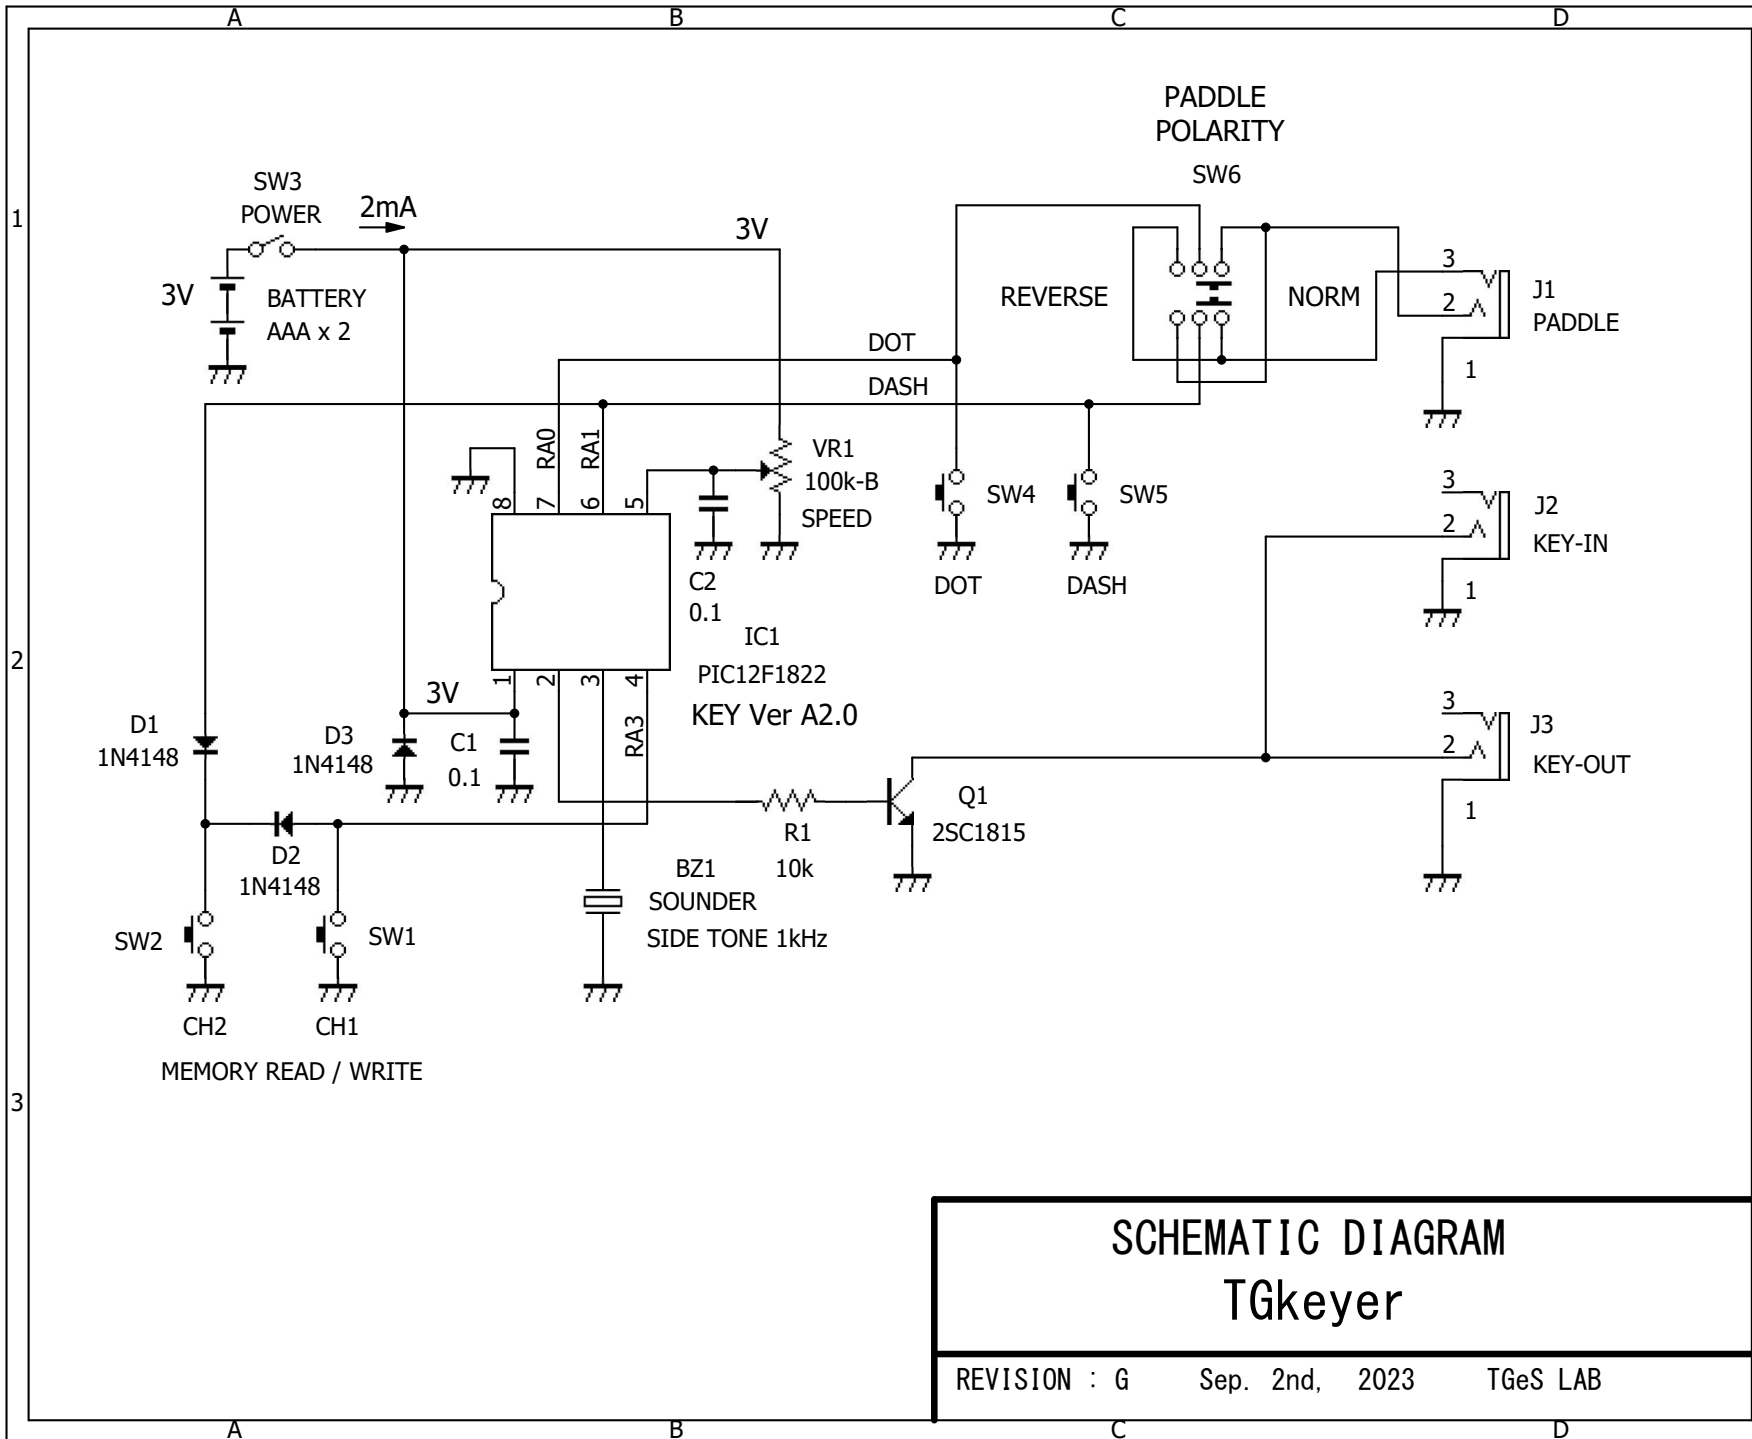 A B C D
PADDLE
POLARITY
SW6
SW3
POWER
2mA
3V
1
3V
BATTERY
AAA x 2
REVERSE
NORM
3
2
1
J1
PADDLE
DOT
DASH
RA0
RA1
VR1
100k-B
SPEED
SW4
SW5
8 7 6 5
C2
0.1
DOT
DASH
3
2
1
J2
KEY-IN
IC1
PIC12F1822
KEY Ver A2.0
2
1 2 3 4
3V
RA3
D1
1N4148
D3
1N4148
C1
0.1
3
2
1
J3
KEY-OUT
D2
1N4148
R1
10k
Q1
2SC1815
BZ1
SOUNDER
SIDE TONE 1kHz
SW2
SW1
CH2
CH1
MEMORY READ / WRITE
3
SCHEMATIC DIAGRAM
TGkeyer
REVISION : G Sep. 2nd, 2023 TGeS LAB
A B C D